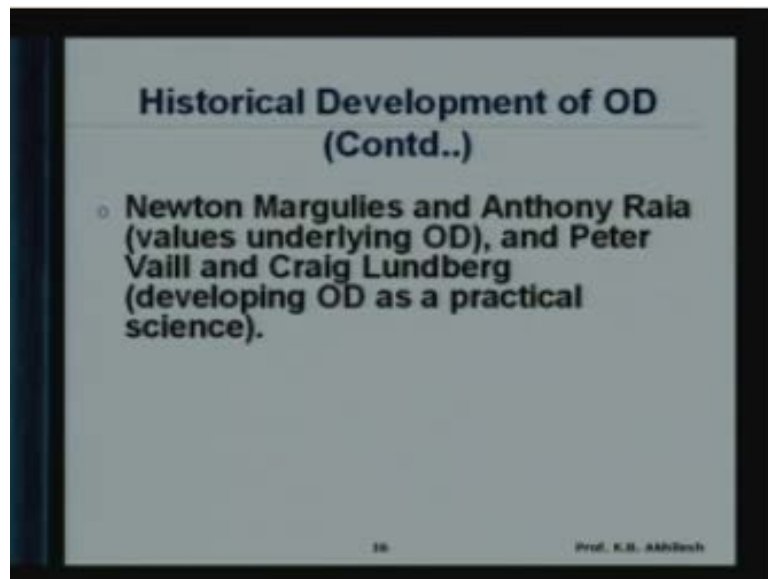 Historical Development of OD
(Contd..)
Newton Margulies and Anthony Raia
(values underlying OD), and Peter
Vaill and Craig Lundberg
(developing OD as a practical
science).
Prof. K.B. Akhilesh